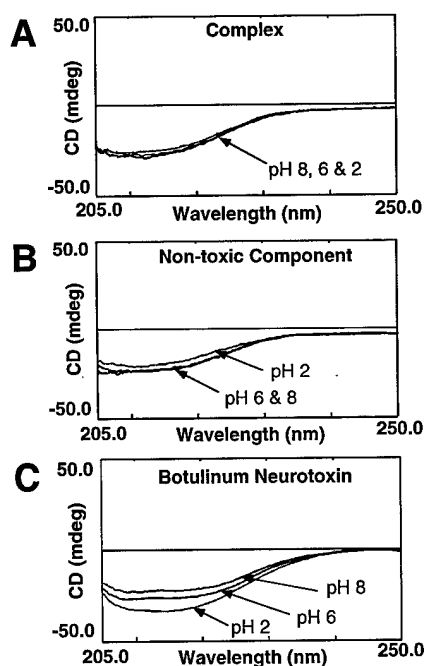 A
50.0
Complex
CD (mdeg)
pH 8, 6 & 2
-50.0
205.0
Wavelength (nm)
250.0
B
50.0
Non-toxic Component
CD (mdeg)
pH 2
pH 6 & 8
-50.0
205.0
Wavelength (nm)
250.0
C
50.0
Botulinum Neurotoxin
CD (mdeg)
pH 8
pH 6
pH 2
-50.0
205.0
Wavelength (nm)
250.0